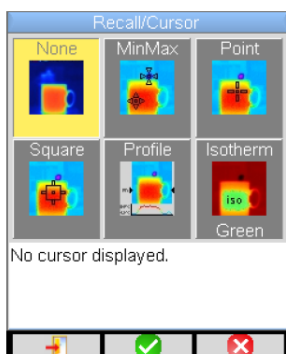 Recall/Cursor
None
MinMax
Point
Square
Profile
Isotherm
iso
Green
No cursor displayed.